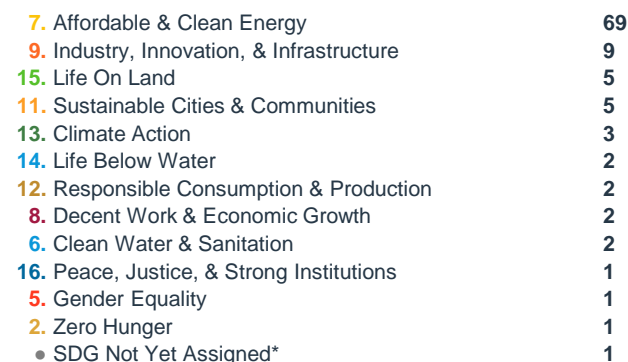 7. Affordable & Clean Energy 69
9. Industry, Innovation, & Infrastructure 9
15. Life On Land 5
11. Sustainable Cities & Communities 5
13. Climate Action 3
14. Life Below Water 2
12. Responsible Consumption & Production 2
8. Decent Work & Economic Growth 2
6. Clean Water & Sanitation 2
16. Peace, Justice, & Strong Institutions 1
5. Gender Equality 1
2. Zero Hunger 1
● SDG Not Yet Assigned* 1